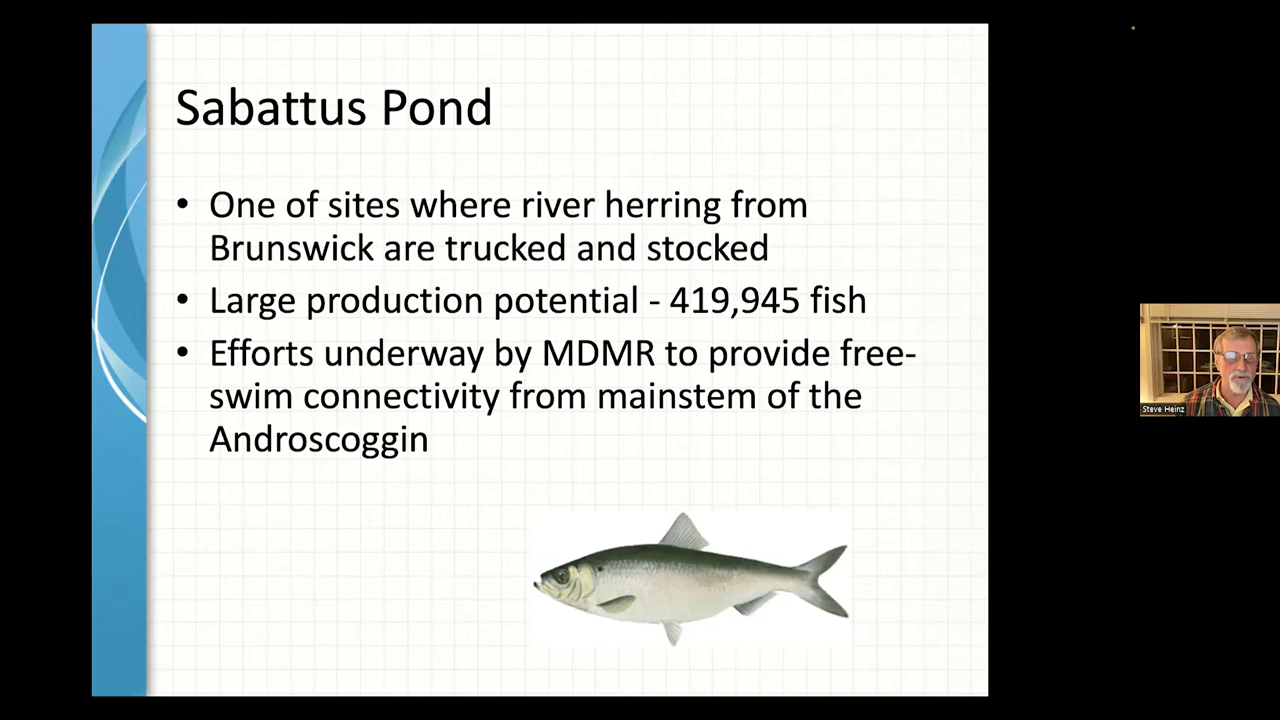 Sabattus Pond
• One of sites where river herring from
Brunswick are trucked and stocked
• Large production potential - 419,945 fish
• Efforts underway by MDMR to provide free-
swim connectivity from mainstem of the
Androscoggin
Steve Heinz